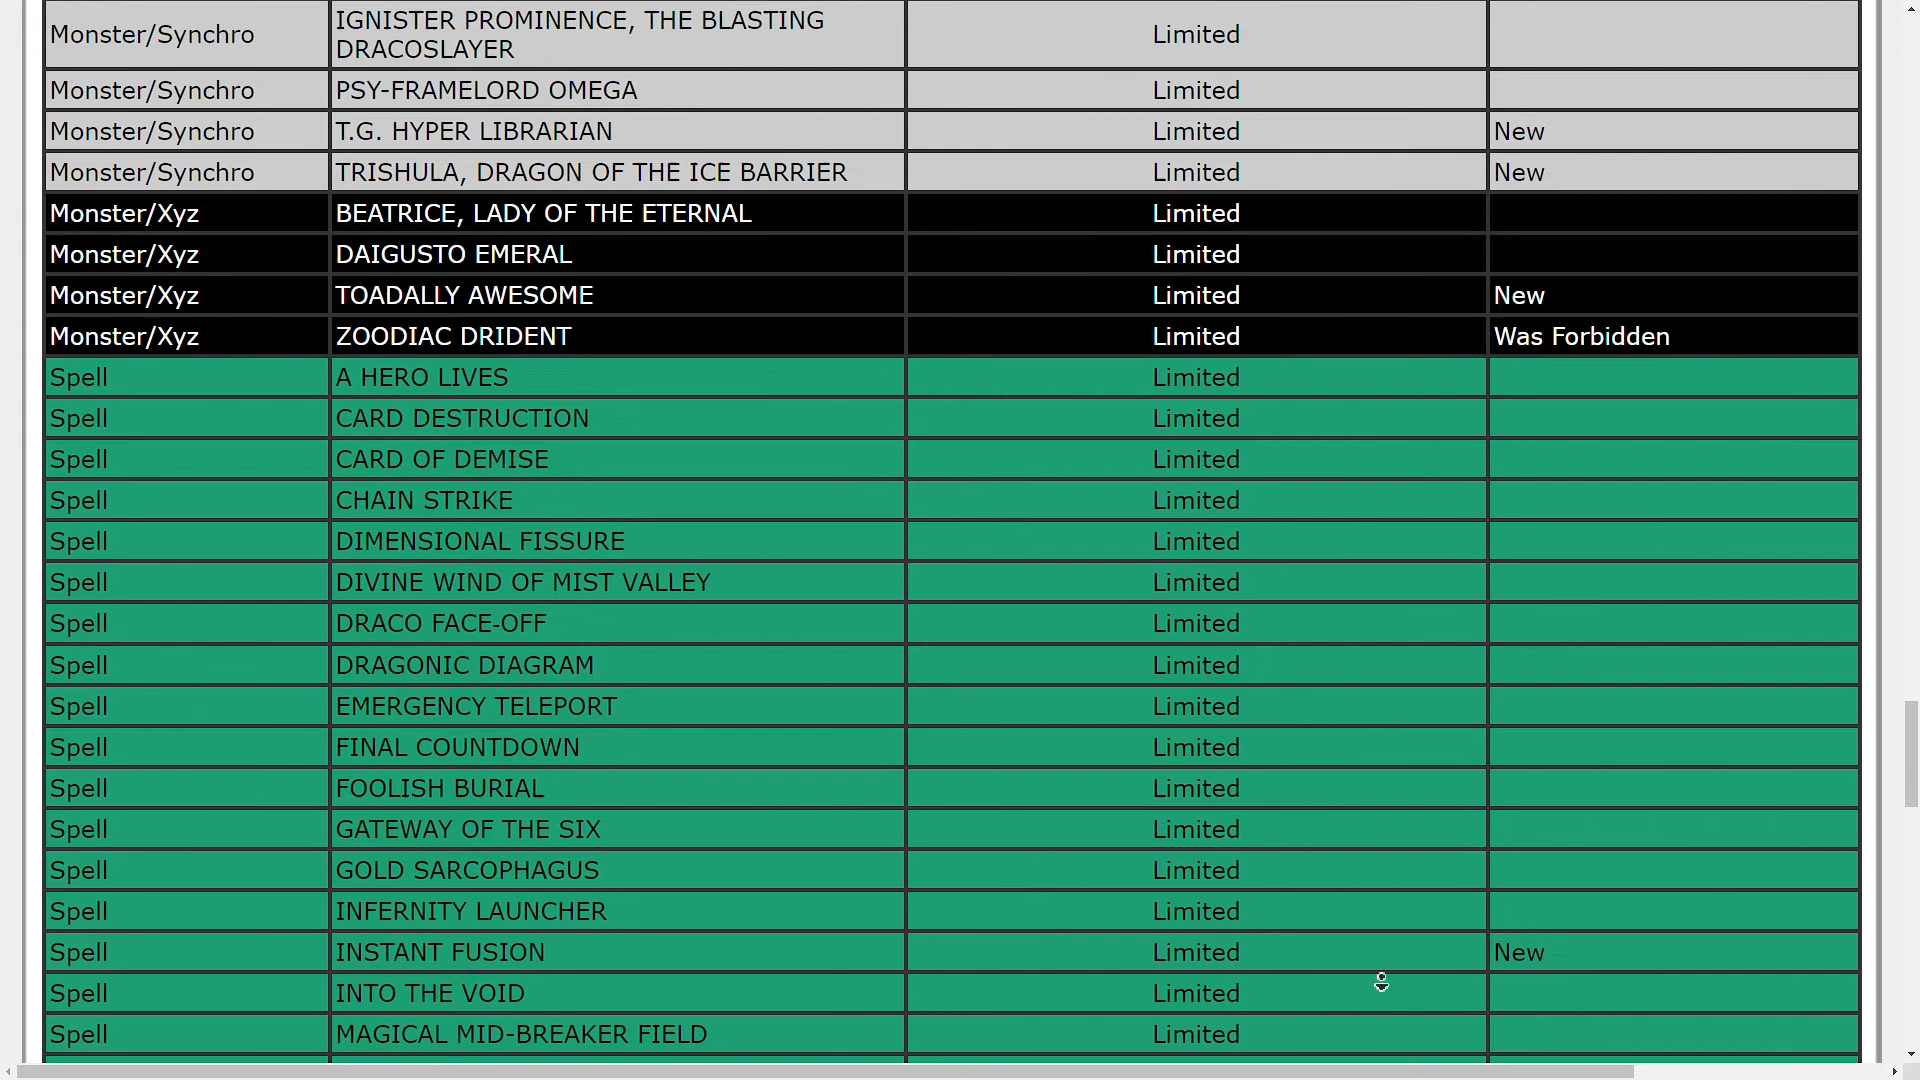 Monster/Synchro IGNISTER PROMINENCE, THE BLASTING DRACOSLAYER Limited
Monster/Synchro PSY-FRAMELORD OMEGA Limited
Monster/Synchro T.G. HYPER LIBRARIAN Limited New
Monster/Synchro TRISHULA, DRAGON OF THE ICE BARRIER Limited New
Monster/Xyz BEATRICE, LADY OF THE ETERNAL Limited
Monster/Xyz DAIGUSTO EMERAL Limited
Monster/Xyz TOADALLY AWESOME Limited New
Monster/Xyz ZOODIAC DRIDENT Limited Was Forbidden
Spell A HERO LIVES Limited
Spell CARD DESTRUCTION Limited
Spell CARD OF DEMISE Limited
Spell CHAIN STRIKE Limited
Spell DIMENSIONAL FISSURE Limited
Spell DIVINE WIND OF MIST VALLEY Limited
Spell DRACO FACE-OFF Limited
Spell DRAGONIC DIAGRAM Limited
Spell EMERGENCY TELEPORT Limited
Spell FINAL COUNTDOWN Limited
Spell FOOLISH BURIAL Limited
Spell GATEWAY OF THE SIX Limited
Spell GOLD SARCOPHAGUS Limited
Spell INFERNITY LAUNCHER Limited
Spell INSTANT FUSION Limited New
Spell INTO THE VOID Limited
Spell MAGICAL MID-BREAKER FIELD Limited